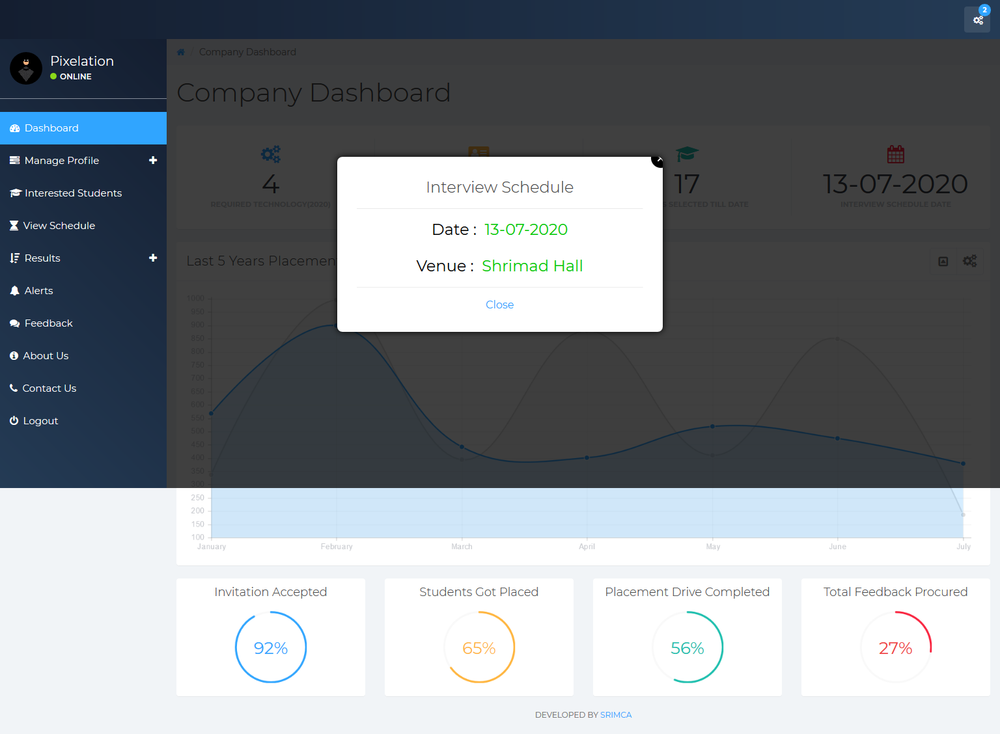 2
Pixelation
ONLINE
Dashboard
Manage Profile
Interested Students
View Schedule
Results
Alerts
Feedback
About Us
Contact Us
Logout
/ Company Dashboard
Company Dashboard
4
REQUIRED TECHNOLOGY(2020)
17
SELECTED TILL DATE
13-07-2020
INTERVIEW SCHEDULE DATE
Interview Schedule
Date : 13-07-2020
Venue : Shrimad Hall
Close
Last 5 Years
1000
950
900
850
800
750
700
650
600
550
500
450
400
350
300
250
200
150
100
January February March April May June July
Invitation Accepted
92%
Students Got Placed
65%
Placement Drive Completed
56%
Total Feedback Procured
27%
DEVELOPED BY SRIMCA